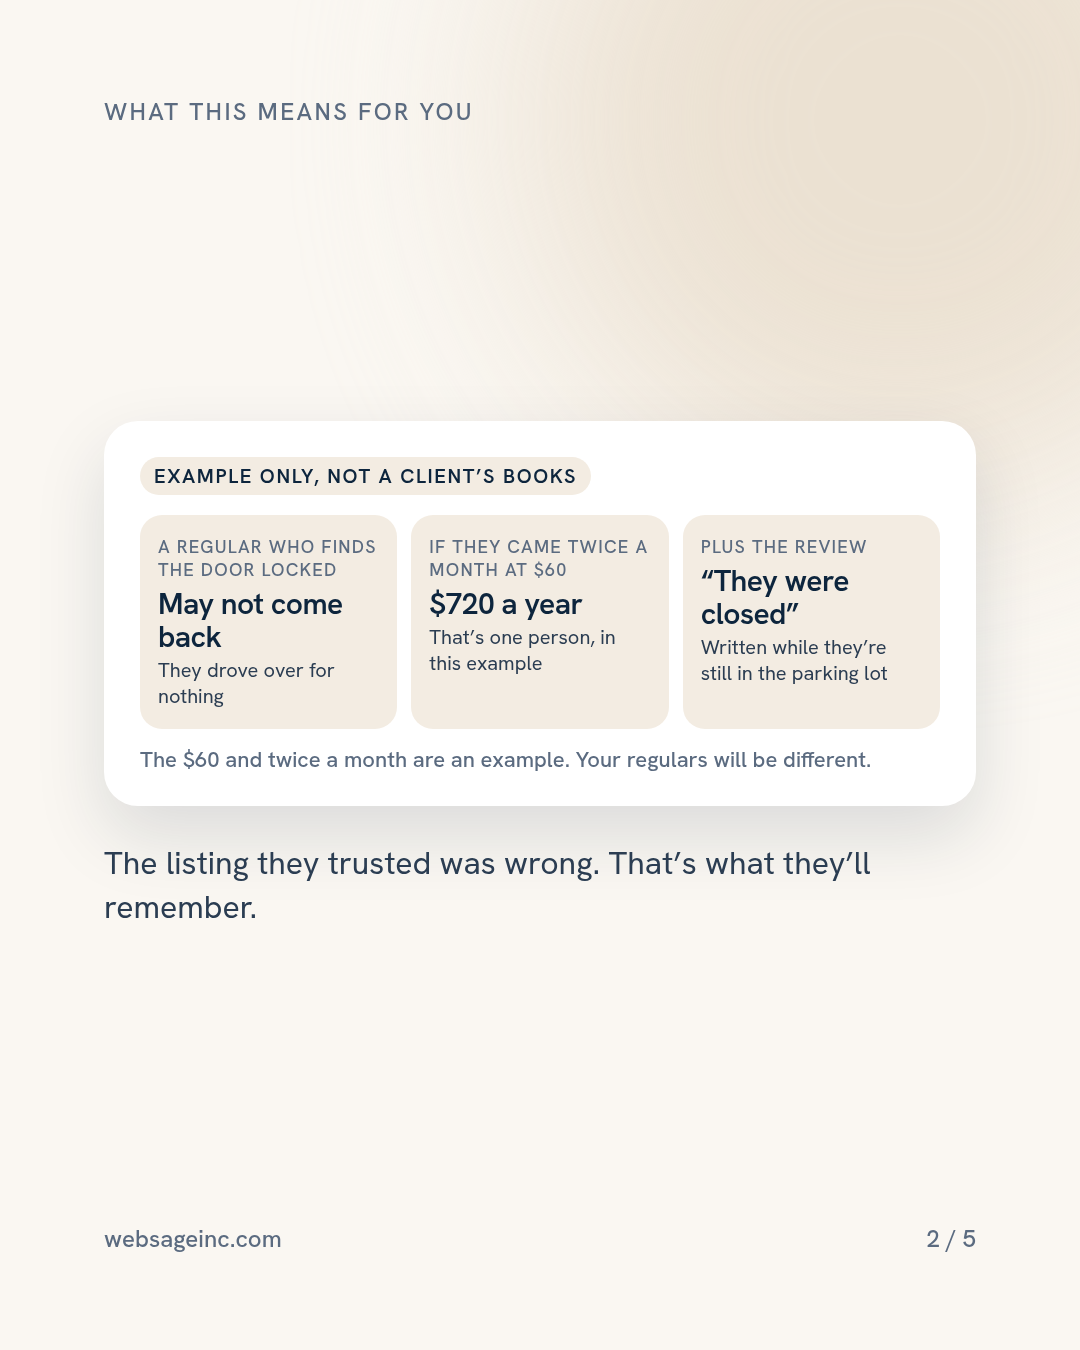 WHAT THIS MEANS FOR YOU
EXAMPLE ONLY, NOT A CLIENT’S BOOKS
A REGULAR WHO FINDS
THE DOOR LOCKED
May not come
back
They drove over for
nothing
IF THEY CAME TWICE A
MONTH AT $60
$720 a year
That’s one person, in
this example
PLUS THE REVIEW
“They were
closed”
Written while they’re
still in the parking lot
The $60 and twice a month are an example. Your regulars will be different.
The listing they trusted was wrong. That’s what they’ll
remember.
websageinc.com
2 / 5